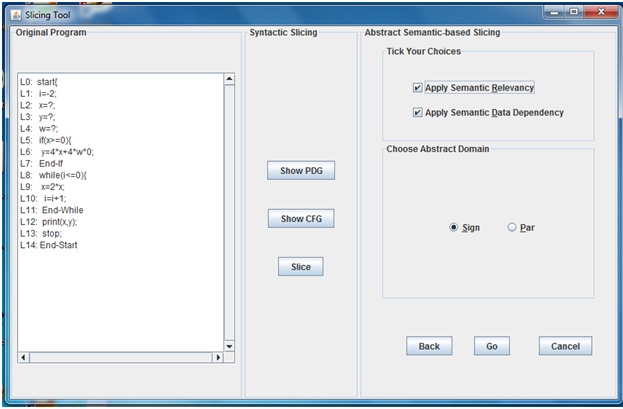 Slicing Tool
Original Program
L0: start{
L1: i=-2;
L2: x=?;
L3: y=?;
L4: w=?;
L5: if(x>=0){
L6: y=4*x+4*w*0;
L7: End-If
L8: while(i<=0){
L9: x=2*x;
L10: i=i+1;
L11: End-While
L12: print(x,y);
L13: stop;
L14: End-Start
Syntactic Slicing
Show PDG
Show CFG
Slice
Abstract Semantic-based Slicing
Tick Your Choices
Apply Semantic Relevancy
Apply Semantic Data Dependency
Choose Abstract Domain
Sign Par
Back Go Cancel